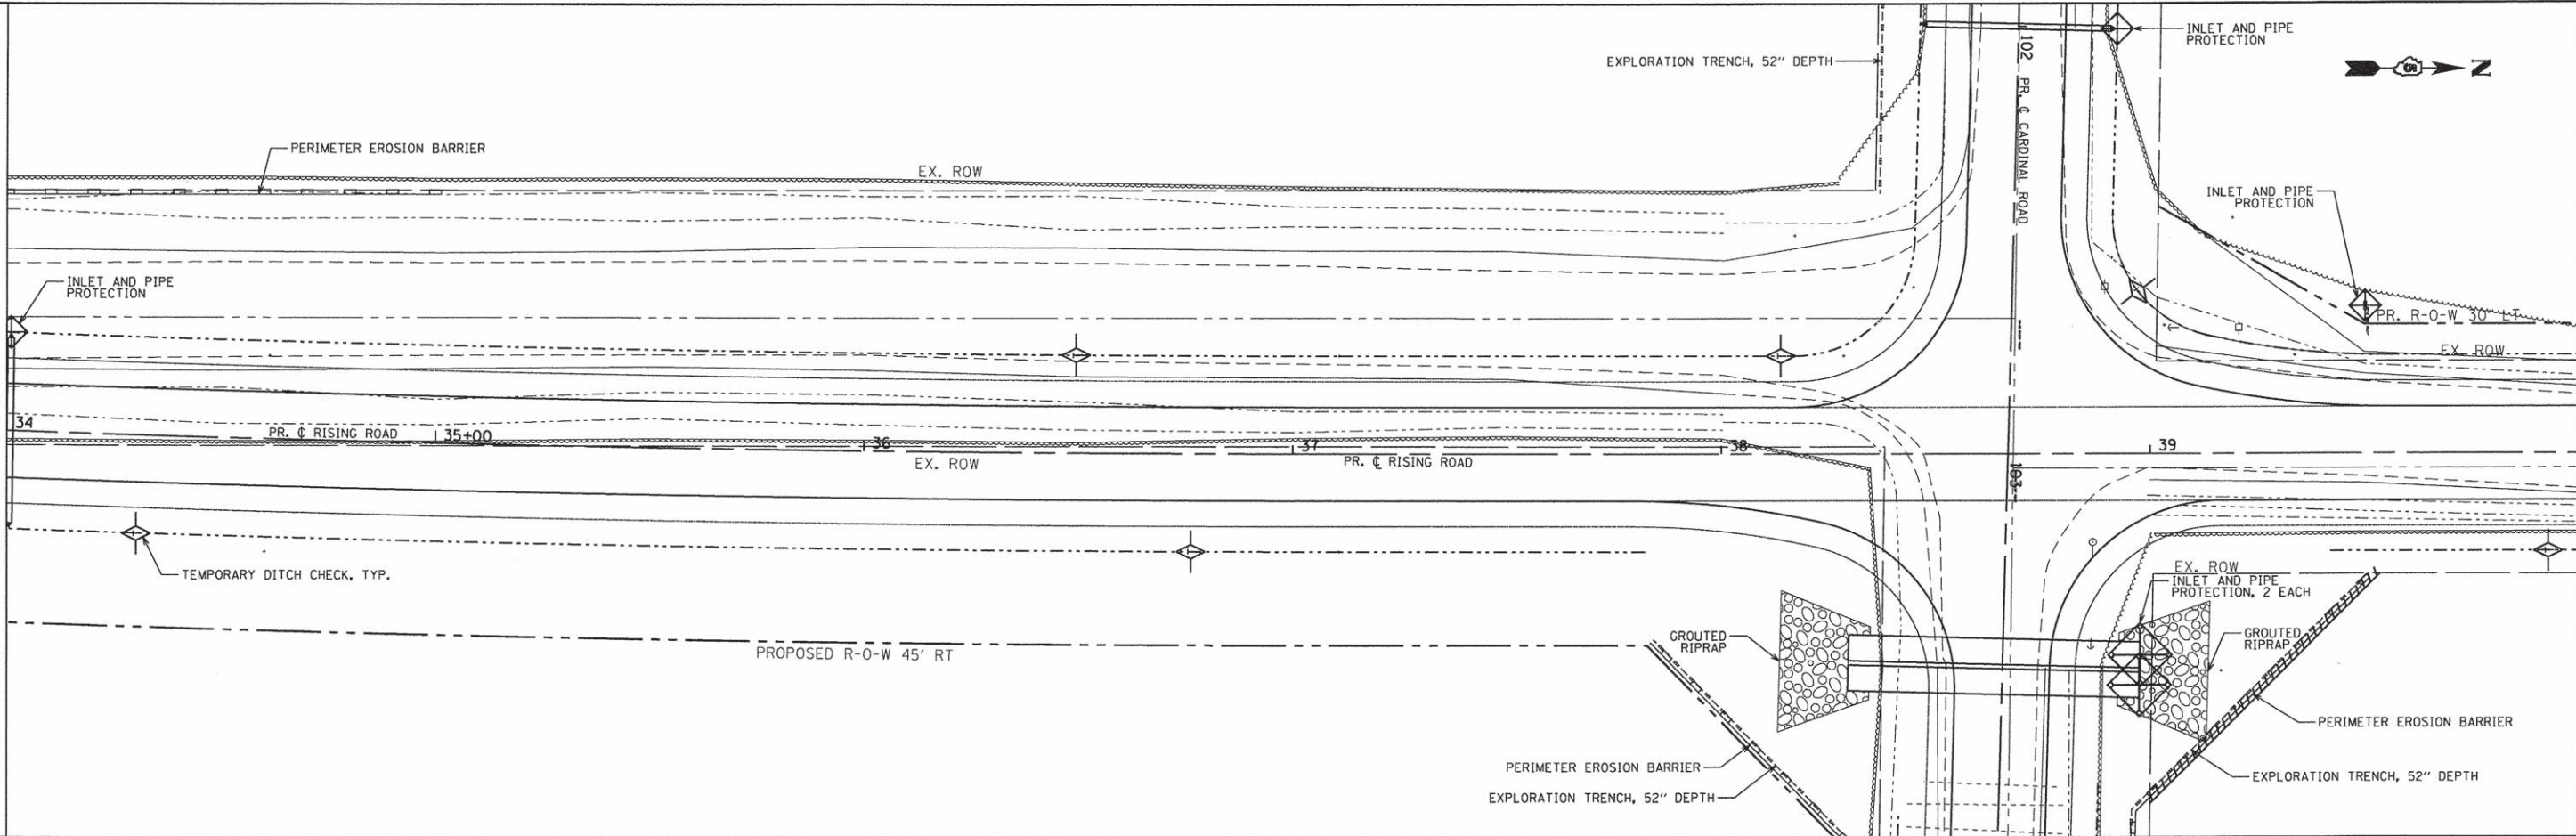 INLET AND PIPE
PROTECTION
102
PR. ℄ CARDINAL ROAD
EXPLORATION TRENCH, 52" DEPTH
N
PERIMETER EROSION BARRIER
EX. ROW
INLET AND PIPE
PROTECTION
INLET AND PIPE
PROTECTION
PR. R-O-W 30' LT
EX. ROW
34
PR. ℄ RISING ROAD
35+00
36
37
38
39
EX. ROW
PR. ℄ RISING ROAD
103
TEMPORARY DITCH CHECK, TYP.
EX. ROW
INLET AND PIPE
PROTECTION, 2 EACH
GROUTED
RIPRAP
GROUTED
RIPRAP
PROPOSED R-O-W 45' RT
PERIMETER EROSION BARRIER
PERIMETER EROSION BARRIER
EXPLORATION TRENCH, 52" DEPTH
EXPLORATION TRENCH, 52" DEPTH